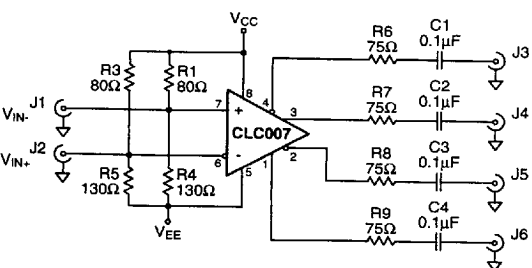 VCC
R3
80Ω
R1
80Ω
J1
VIN-
J2
VIN+
R5
130Ω
R4
130Ω
VEE
7
+
6
-
8
5
CLC007
4
3
2
1
R6
75Ω
C1
0.1µF
J3
R7
75Ω
C2
0.1µF
J4
R8
75Ω
C3
0.1µF
J5
R9
75Ω
C4
0.1µF
J6